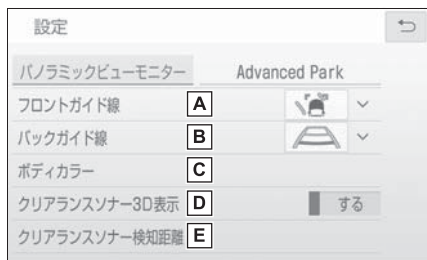 設定
パノラミックビューモニター Advanced Park
フロントガイド線 A
バックガイド線 B
ボディカラー C
クリアランスソナー3D表示 D する
クリアランスソナー検知距離 E